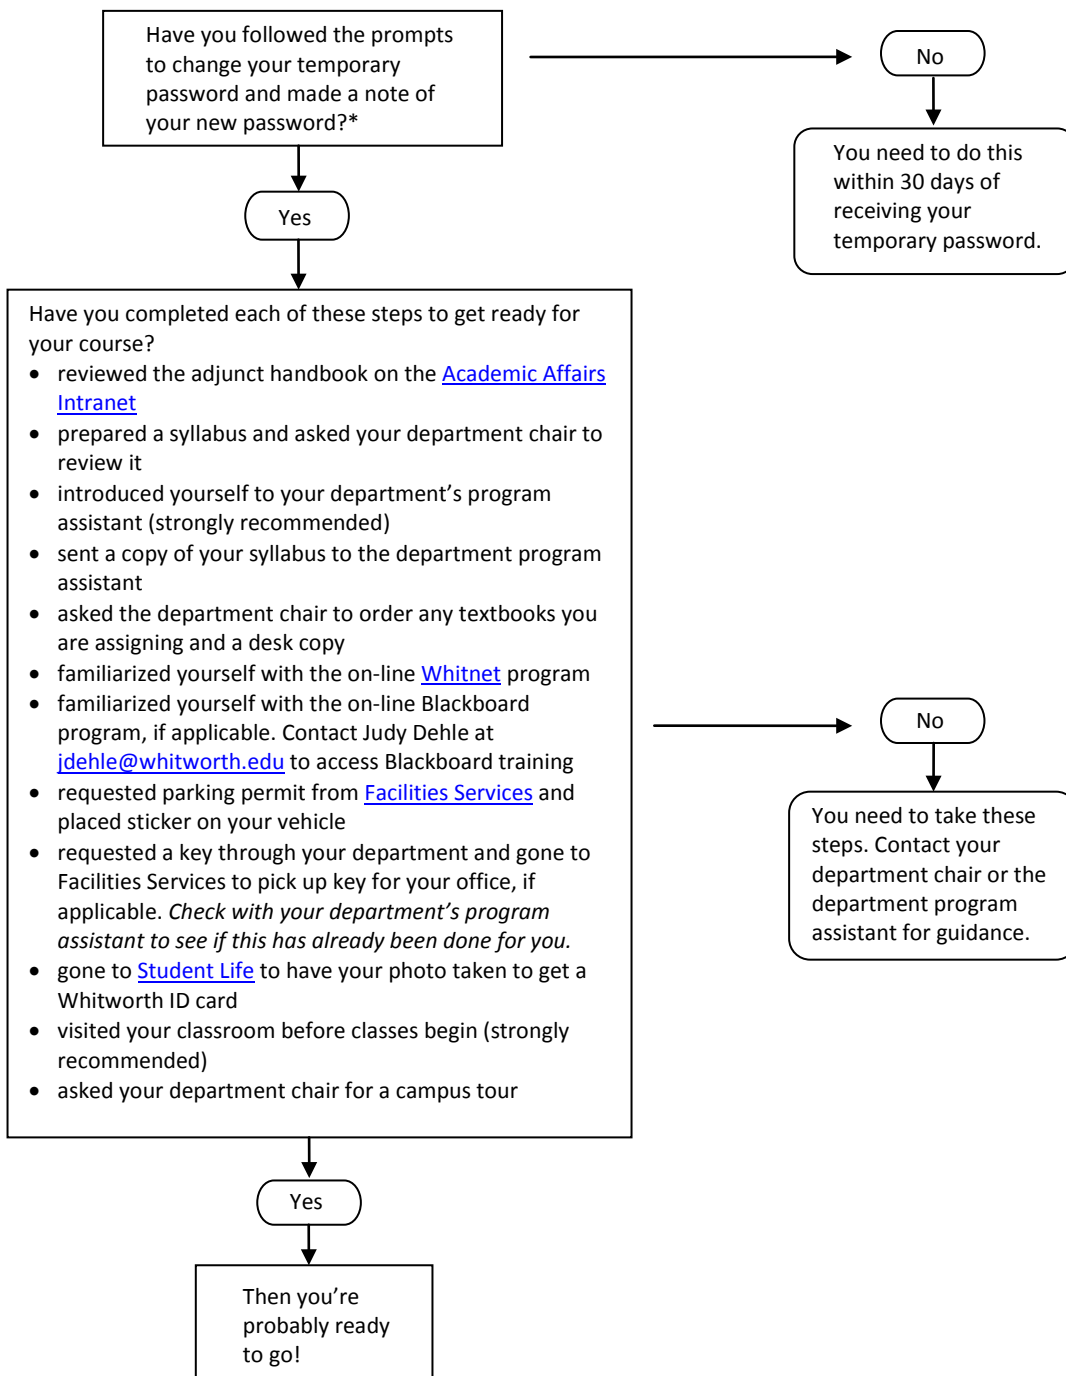 Have you followed the prompts
to change your temporary
password and made a note of
your new password?*
No
You need to do this
within 30 days of
receiving your
temporary password.
Yes
Have you completed each of these steps to get ready for
your course?
• reviewed the adjunct handbook on the Academic Affairs
Intranet
• prepared a syllabus and asked your department chair to
review it
• introduced yourself to your department’s program
assistant (strongly recommended)
• sent a copy of your syllabus to the department program
assistant
• asked the department chair to order any textbooks you
are assigning and a desk copy
• familiarized yourself with the on-line Whitnet program
• familiarized yourself with the on-line Blackboard
program, if applicable. Contact Judy Dehle at
jdehle@whitworth.edu to access Blackboard training
• requested parking permit from Facilities Services and
placed sticker on your vehicle
• requested a key through your department and gone to
Facilities Services to pick up key for your office, if
applicable. Check with your department’s program
assistant to see if this has already been done for you.
• gone to Student Life to have your photo taken to get a
Whitworth ID card
• visited your classroom before classes begin (strongly
recommended)
• asked your department chair for a campus tour
No
You need to take these
steps. Contact your
department chair or the
department program
assistant for guidance.
Yes
Then you’re
probably ready
to go!